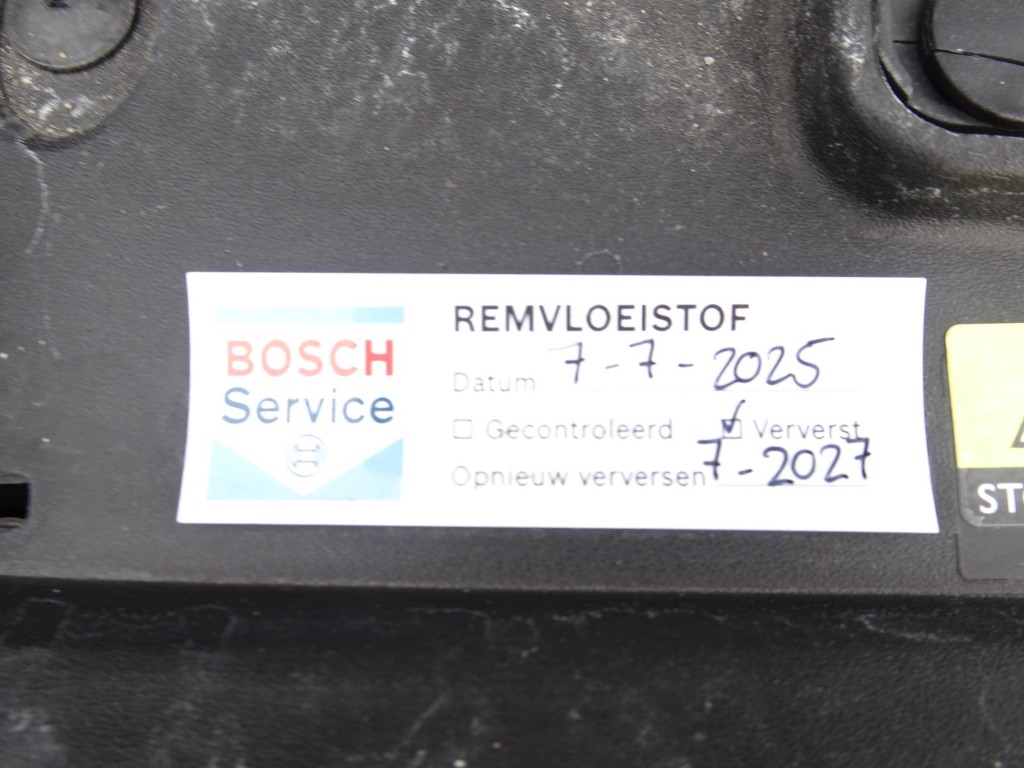 BOSCH
Service
REMVLOEISTOF
Datum 7-7-2025
☐ Gecontroleerd ☑ Ververst
Opnieuw verversen 7-2027